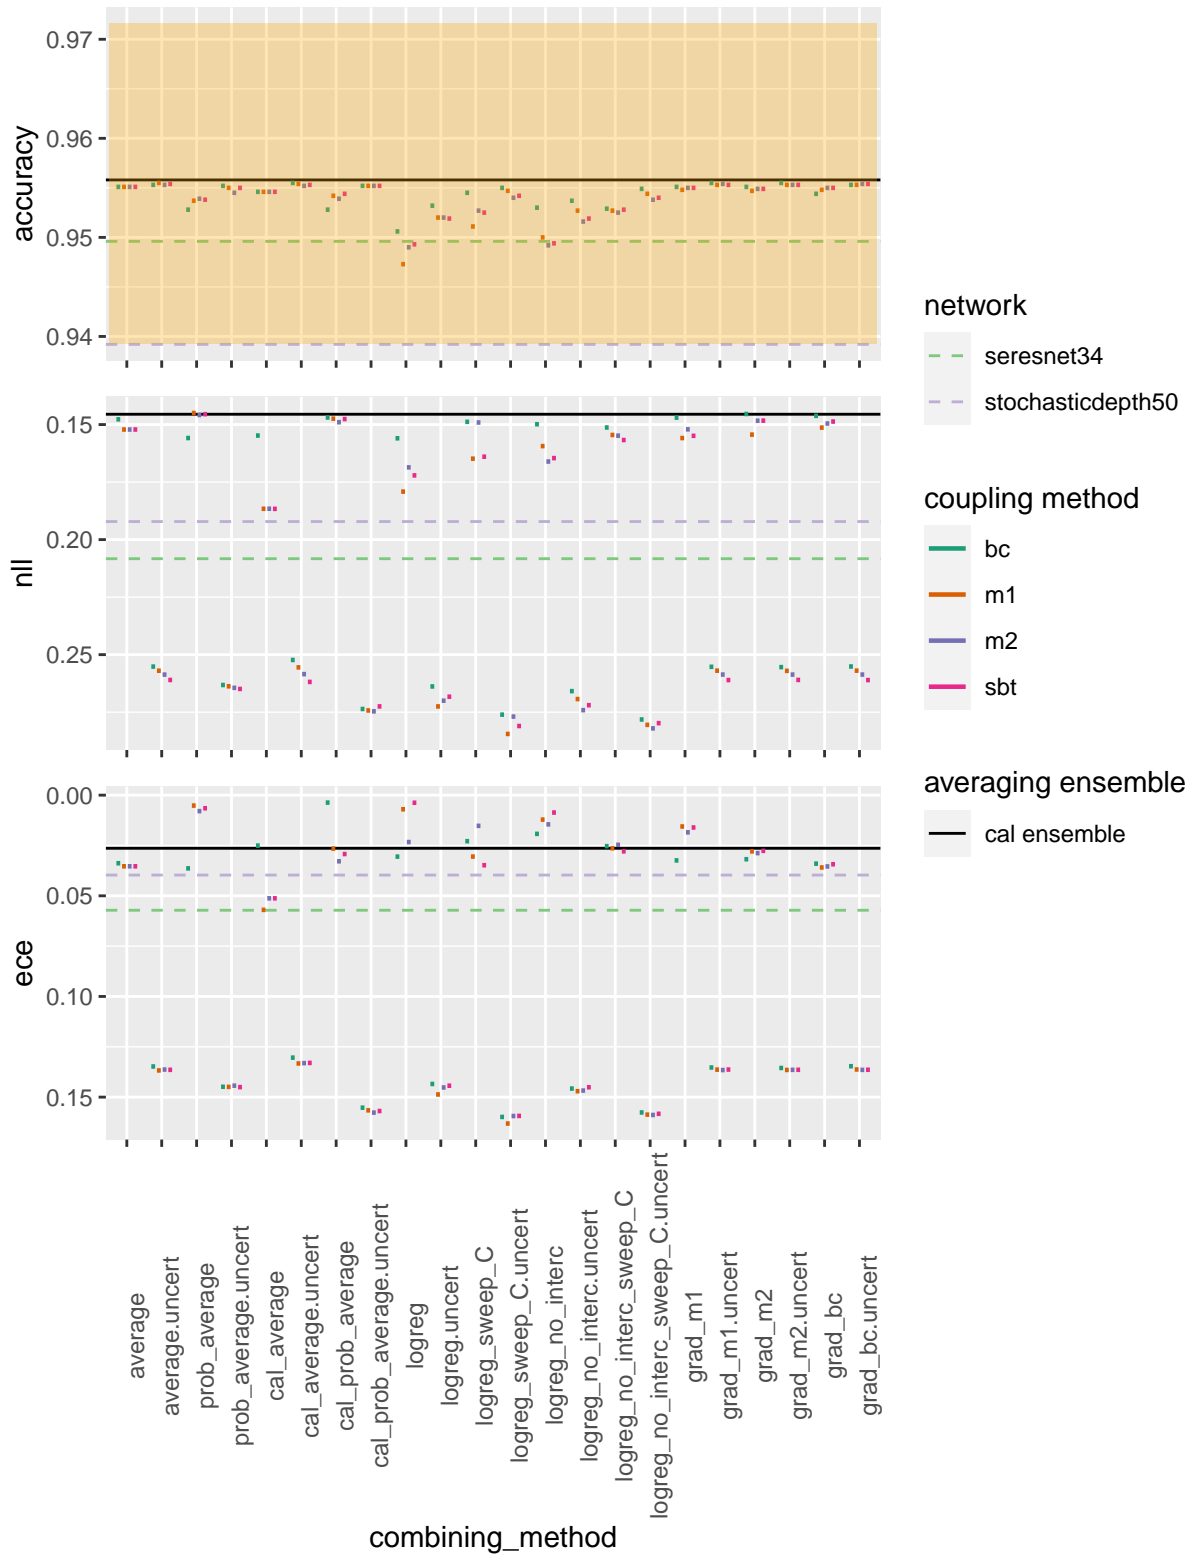 accuracy
0.97
0.96
0.95
0.94
nll
0.15
0.20
0.25
ece
0.00
0.05
0.10
0.15
average
average.uncert
prob_average
prob_average.uncert
cal_average
cal_average.uncert
cal_prob_average
cal_prob_average.uncert
logreg
logreg.uncert
logreg_sweep_C
logreg_sweep_C.uncert
logreg_no_interc
logreg_no_interc.uncert
logreg_no_interc_sweep_C
logreg_no_interc_sweep_C.uncert
grad_m1
grad_m1.uncert
grad_m2
grad_m2.uncert
grad_bc
grad_bc.uncert
combining_method
network
seresnet34
stochasticdepth50
coupling method
bc
m1
m2
sbt
averaging ensemble
cal ensemble